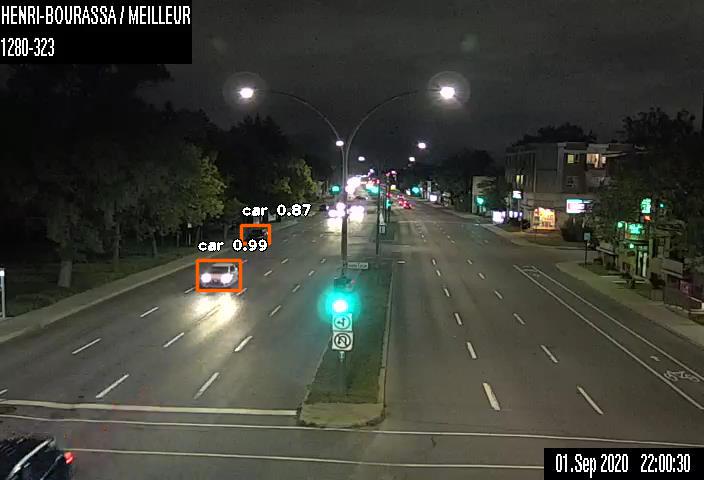 HENRI-BOURASSA / MEILLEUR
1280-323
car 0.87
car 0.99
01.Sep 2020 22:00:30